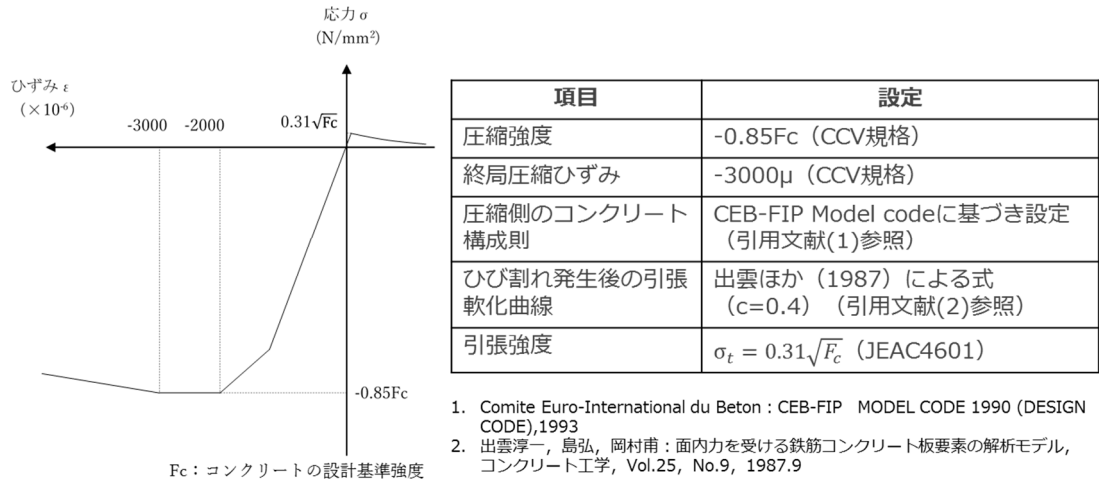 応力σ
(N/mm²)
ひずみ ε
(×10⁻⁶)
-3000
-2000
0.31√Fc
-0.85Fc
Fc：コンクリートの設計基準強度
項目 設定
圧縮強度 -0.85Fc（CCV規格）
終局圧縮ひずみ -3000μ（CCV規格）
圧縮側のコンクリート
構成則
CEB-FIP Model codeに基づき設定
（引用文献(1)参照）
ひび割れ発生後の引張
軟化曲線
出雲ほか（1987）による式
（c=0.4）（引用文献(2)参照）
引張強度 σt = 0.31√Fc（JEAC4601）
1. Comite Euro-International du Beton：CEB-FIP MODEL CODE 1990 (DESIGN
CODE),1993
2. 出雲淳一，島弘，岡村甫：面内力を受ける鉄筋コンクリート板要素の解析モデル，
コンクリート工学，Vol.25，No.9，1987.9